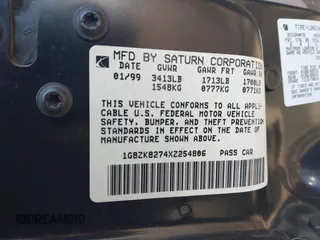 MFD BY SATURN CORPORATION
DATE GVWR GAWR FRT GAWR RR
01/99 3413LB 1713LB 1700LB
1548KG 0777KG 0771KG
THIS VEHICLE CONFORMS TO ALL APPLI-
CABLE U.S. FEDERAL MOTOR VEHICLE
SAFETY, BUMPER, AND THEFT PREVENTION
STANDARDS IN EFFECT ON THE DATE OF
MANUFACTURE SHOWN ABOVE.
1G8ZK8274XZ254806 PASS CAR
TIRE-LOADIN